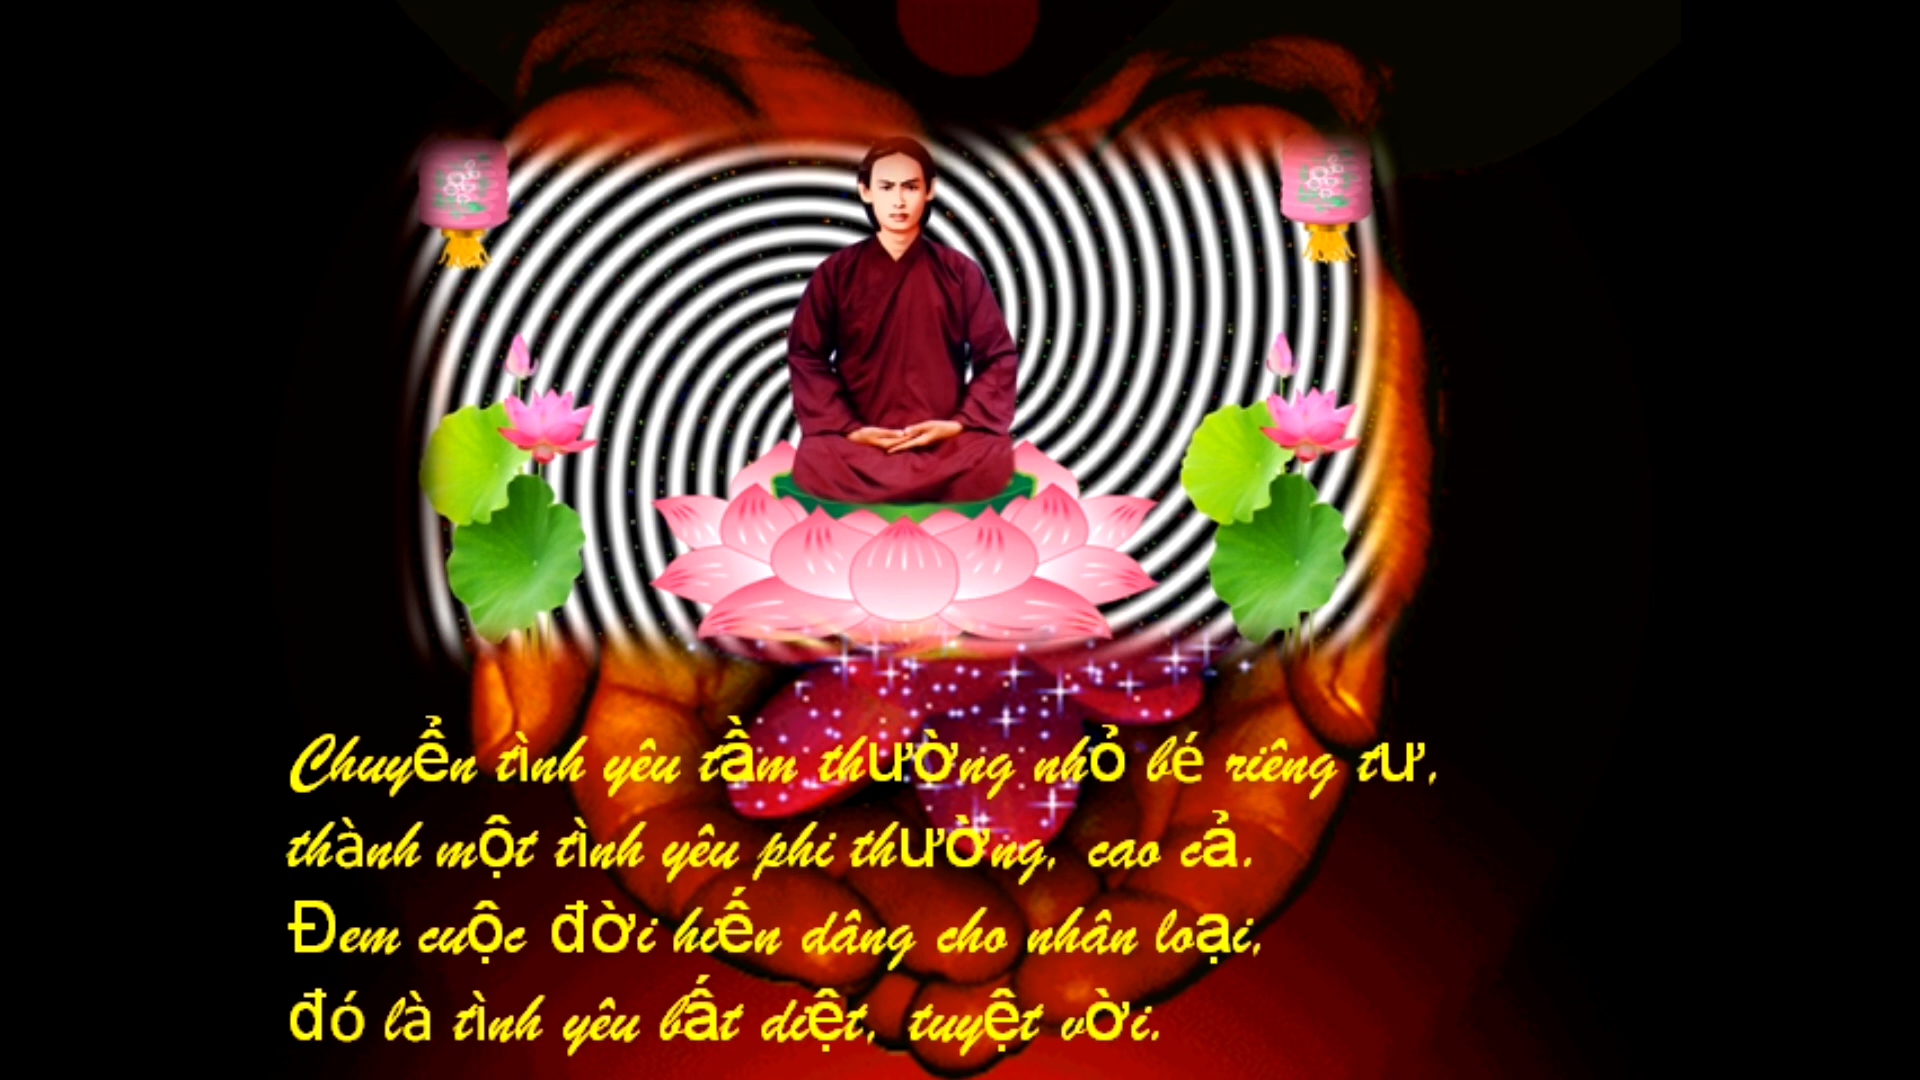 Chuyển tình yêu tầm thường nhỏ bé riêng tư,
thành một tình yêu phi thường, cao cả.
Đem cuộc đời hiến dâng cho nhân loại,
đó là tình yêu bất diệt, tuyệt vời.